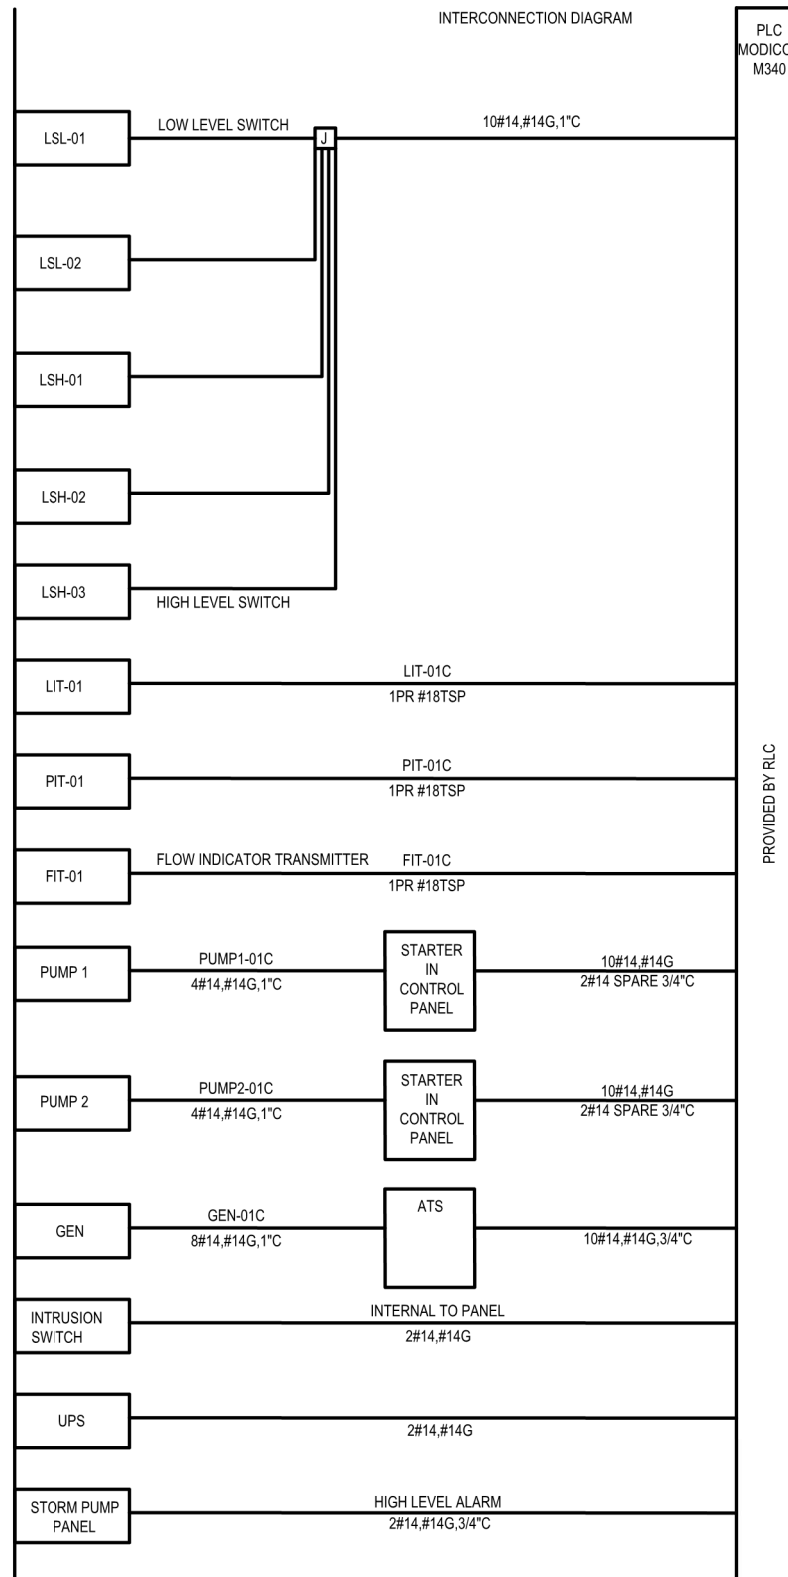 INTERCONNECTION DIAGRAM
PLC
MODICO
M340
LSL-01
LOW LEVEL SWITCH
J
10#14,#14G,1"C
LSL-02
LSH-01
LSH-02
LSH-03
HIGH LEVEL SWITCH
LIT-01
LIT-01C
1PR #18TSP
PIT-01
PIT-01C
1PR #18TSP
PROVIDED BY RLC
FIT-01
FLOW INDICATOR TRANSMITTER
FIT-01C
1PR #18TSP
PUMP 1
PUMP1-01C
4#14,#14G,1"C
STARTER
IN
CONTROL
PANEL
10#14,#14G
2#14 SPARE 3/4"C
PUMP 2
PUMP2-01C
4#14,#14G,1"C
STARTER
IN
CONTROL
PANEL
10#14,#14G
2#14 SPARE 3/4"C
GEN
GEN-01C
8#14,#14G,1"C
ATS
10#14,#14G,3/4"C
INTRUSION
SWITCH
INTERNAL TO PANEL
2#14,#14G
UPS
2#14,#14G
STORM PUMP
PANEL
HIGH LEVEL ALARM
2#14,#14G,3/4"C